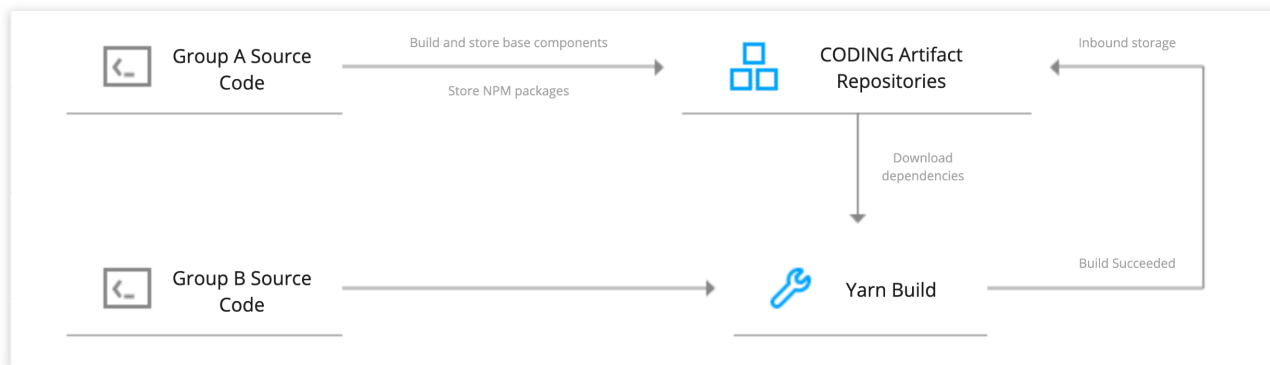 Group A Source
Code
Build and store base components
Store NPM packages
CODING Artifact
Repositories
Inbound storage
Download
dependencies
Group B Source
Code
Yarn Build
Build Succeeded